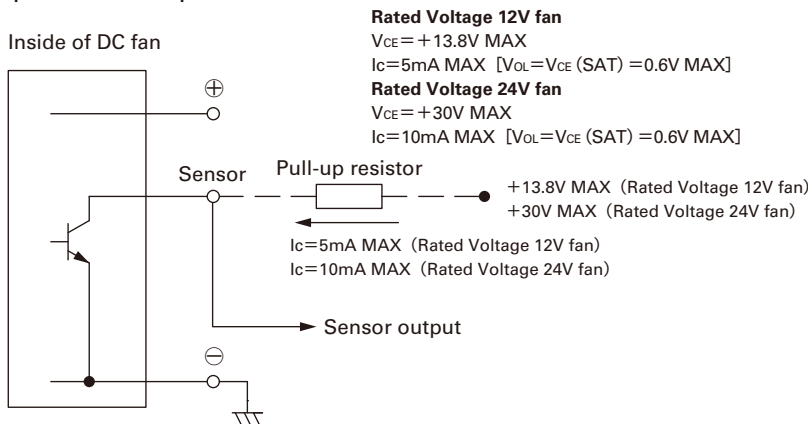 Rated Voltage 12V fan
VCE=+13.8V MAX
Ic=5mA MAX [VOL=VCE (SAT) =0.6V MAX]
Rated Voltage 24V fan
VCE=+30V MAX
Ic=10mA MAX [VOL=VCE (SAT) =0.6V MAX]
Inside of DC fan
⊕
Sensor
Pull-up resistor
+13.8V MAX (Rated Voltage 12V fan)
+30V MAX (Rated Voltage 24V fan)
Ic=5mA MAX (Rated Voltage 12V fan)
Ic=10mA MAX (Rated Voltage 24V fan)
Sensor output
⊖